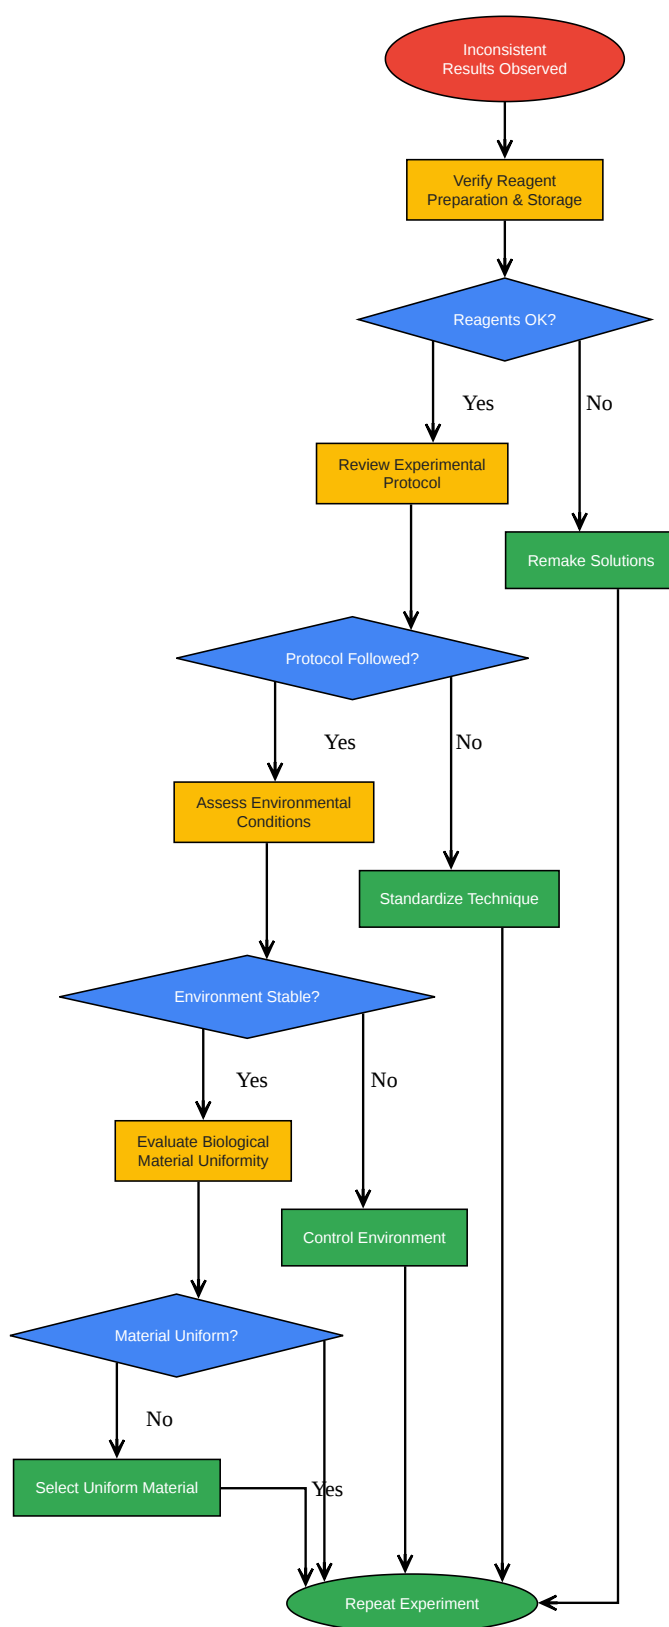 Inconsistent
Results Observed
Verify Reagent
Preparation & Storage
Reagents OK?
Yes
No
Review Experimental
Protocol
Remake Solutions
Protocol Followed?
Yes
No
Assess Environmental
Conditions
Standardize Technique
Environment Stable?
Yes
No
Evaluate Biological
Material Uniformity
Control Environment
Material Uniform?
No
Select Uniform Material
Yes
Repeat Experiment